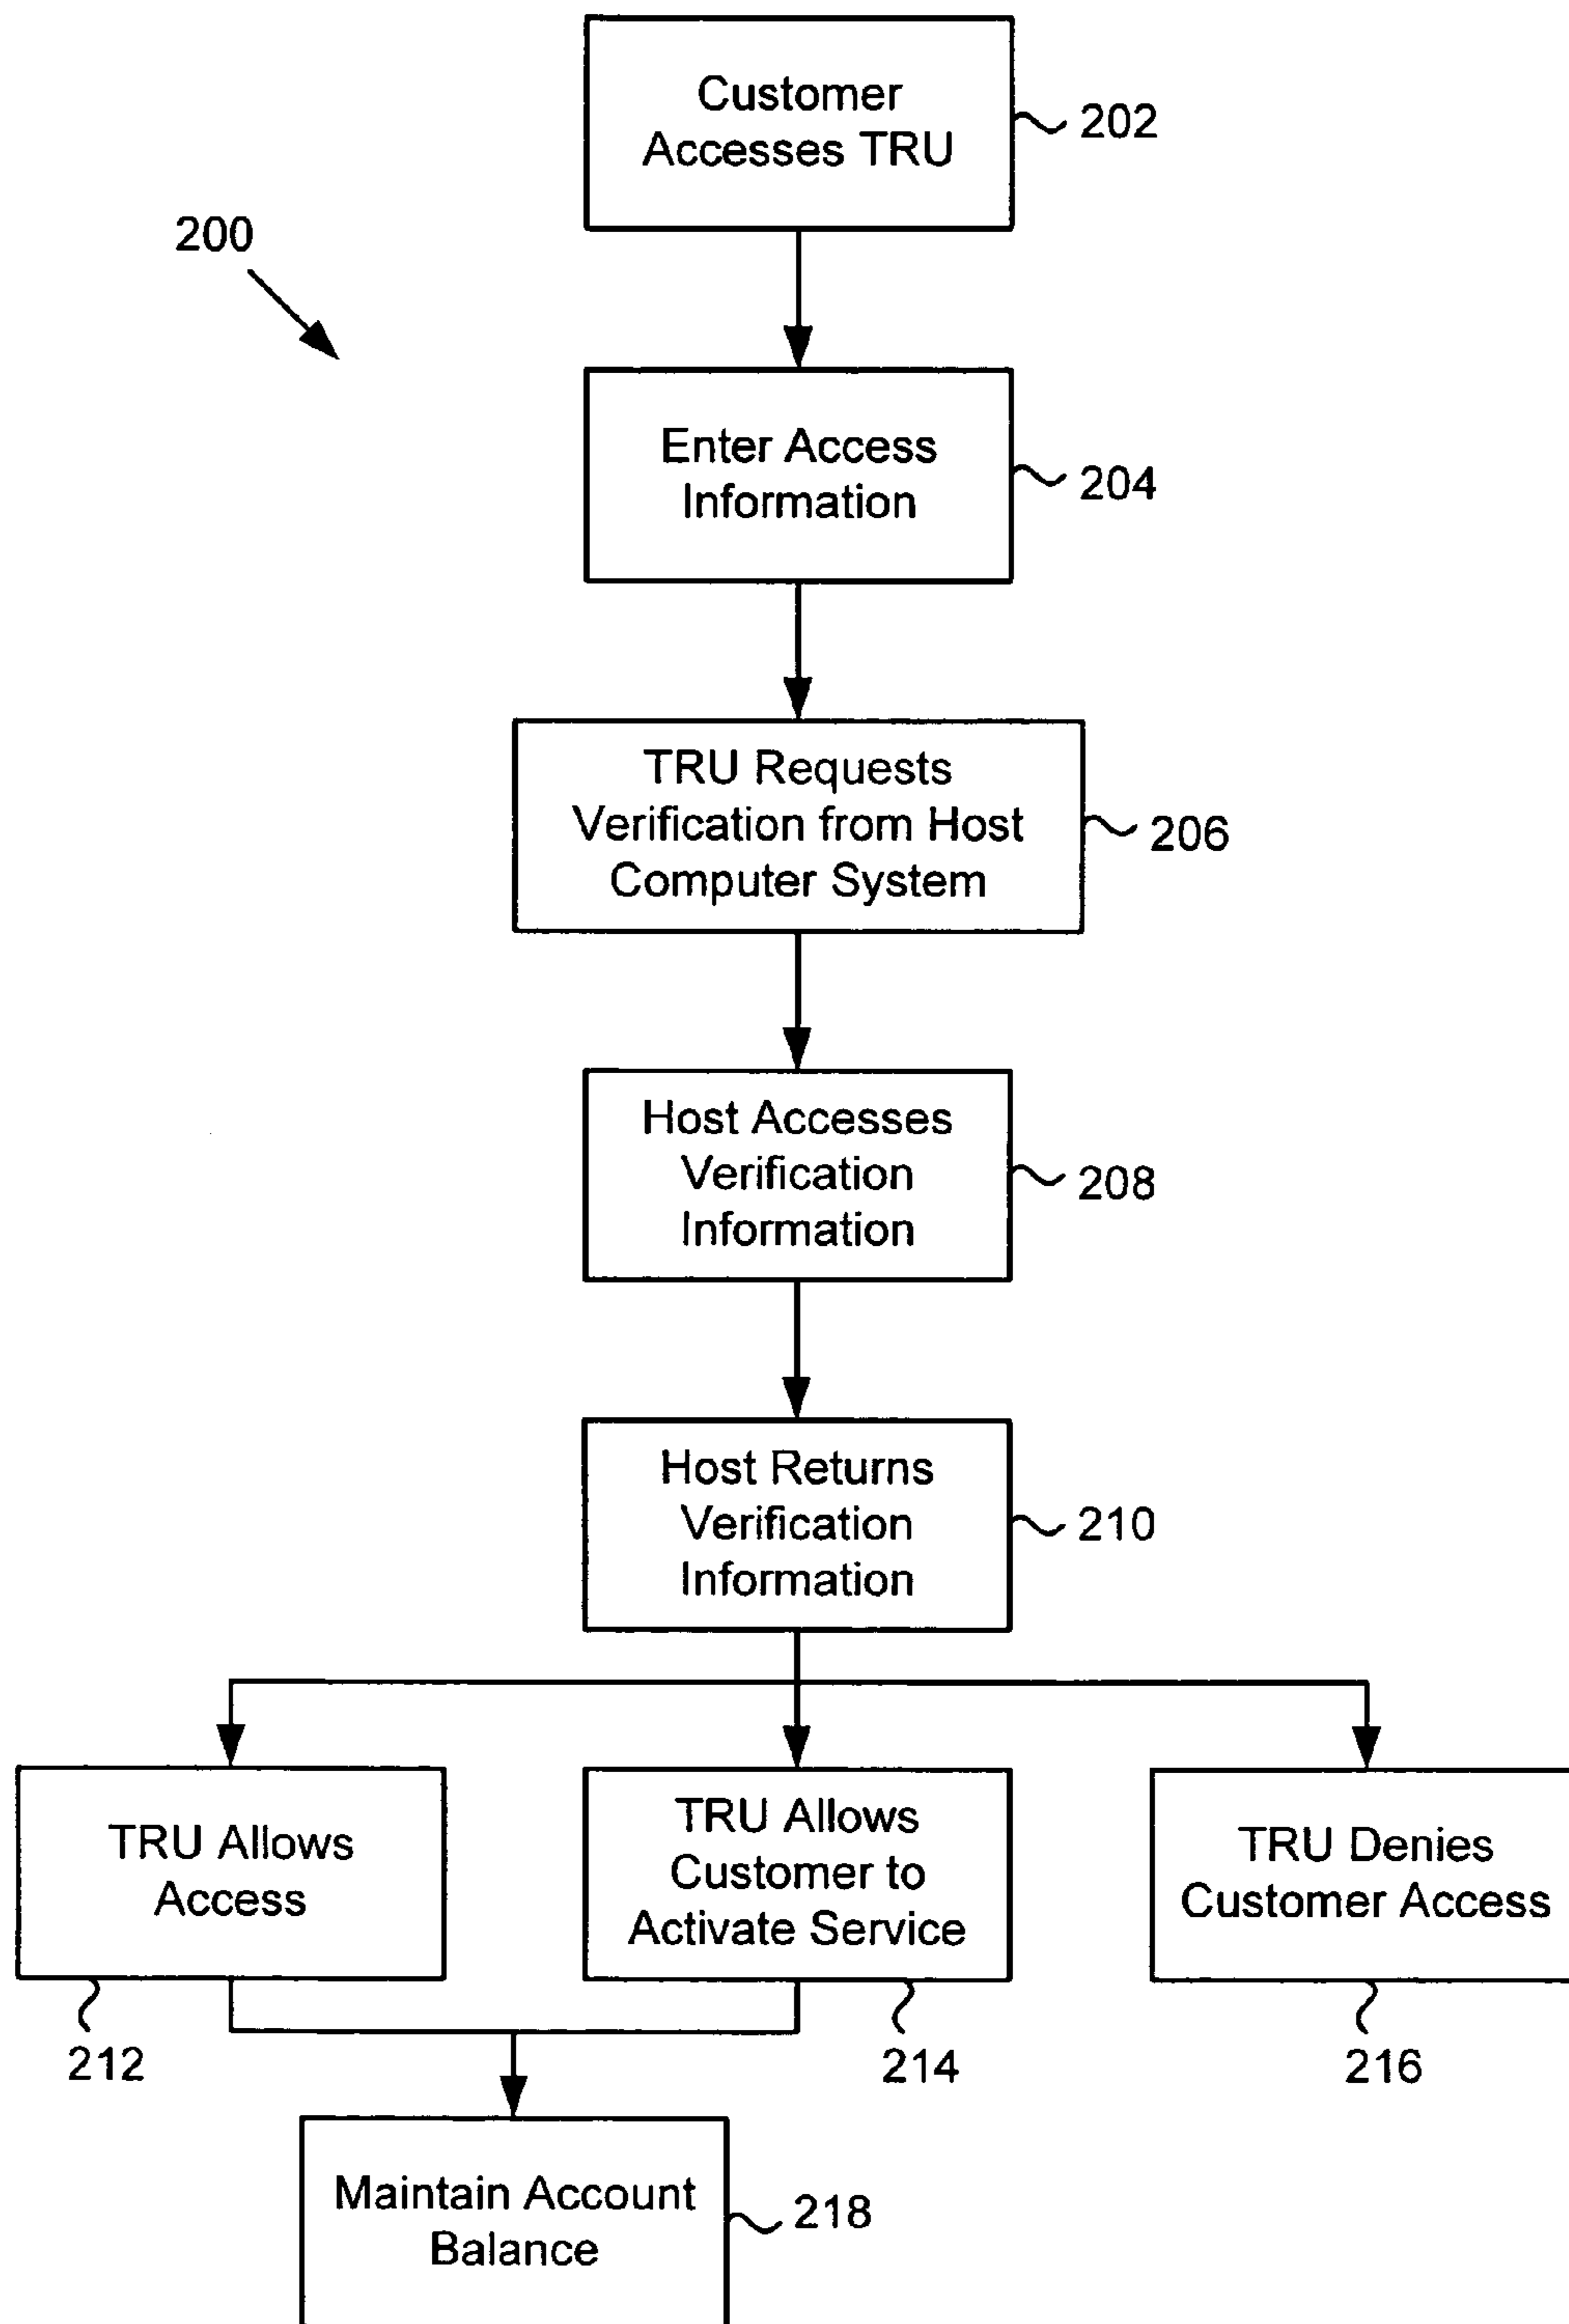 Customer
Accesses TRU
202
200
Enter Access
Information
204
TRU Requests
Verification from Host
Computer System
206
Host Accesses
Verification
Information
208
Host Returns
Verification
Information
210
TRU Allows
Access
TRU Allows
Customer to
Activate Service
TRU Denies
Customer Access
212
214
216
Maintain Account
Balance
218